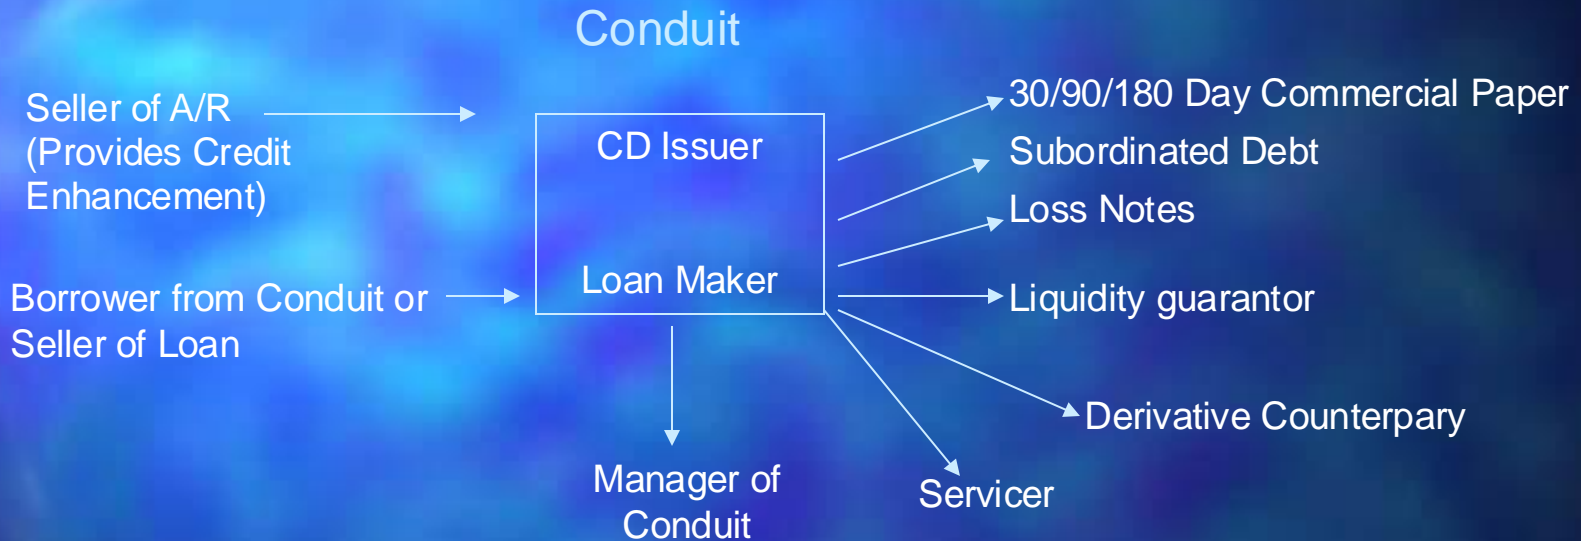 Conduit
Seller of A/R
(Provides Credit
Enhancement)
Borrower from Conduit or
Seller of Loan
CD Issuer
Loan Maker
30/90/180 Day Commercial Paper
Subordinated Debt
Loss Notes
Liquidity guarantor
Derivative Counterpary
Servicer
Manager of
Conduit